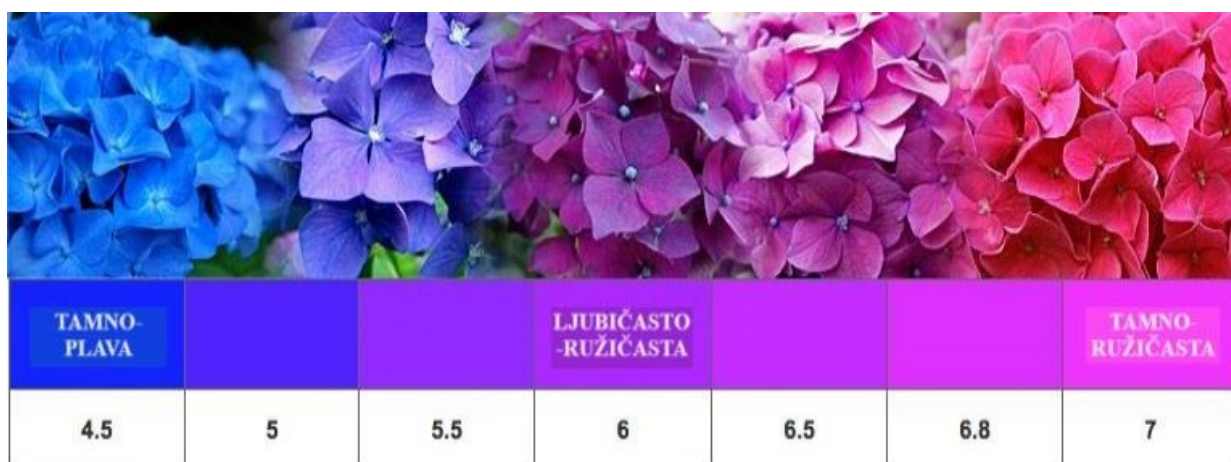 TAMNO-
PLAVA
LJUBIČASTO
-RUŽIČASTA
TAMNO-
RUŽIČASTA
4.5 5 5.5 6 6.5 6.8 7